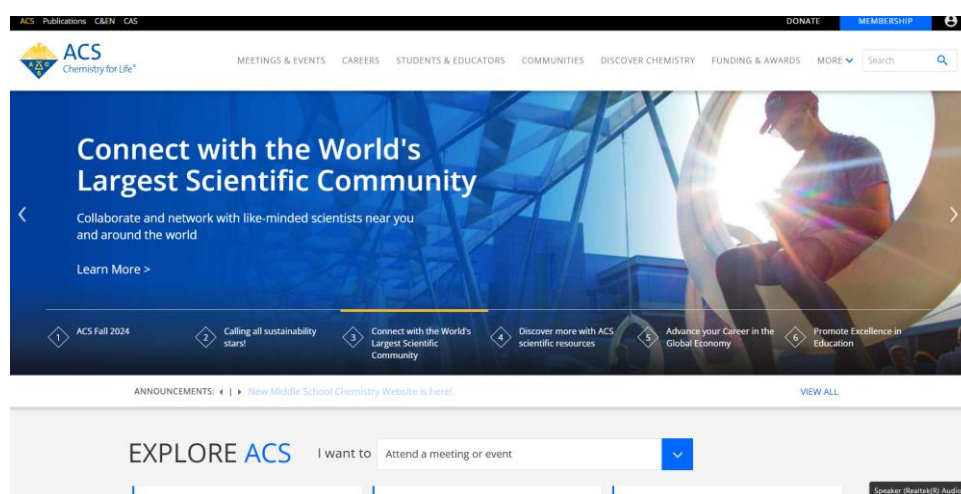 ACS Publications C&EN CAS DONATE MEMBERSHIP
ACS
Chemistry for Life®
MEETINGS & EVENTS CAREERS STUDENTS & EDUCATORS COMMUNITIES DISCOVER CHEMISTRY FUNDING & AWARDS MORE Search
A C S
Connect with the World's
Largest Scientific Community
Collaborate and network with like-minded scientists near you
and around the world
Learn More >
1 ACS Fall 2024
2 Calling all sustainability
stars!
3 Connect with the World's
Largest Scientific
Community
4 Discover more with ACS
scientific resources
5 Advance your Career in the
Global Economy
6 Promote Excellence in
Education
ANNOUNCEMENTS: New Middle School Chemistry Website is here! VIEW ALL
EXPLORE ACS I want to Attend a meeting or event
Speaker (Realtek(R) Audio